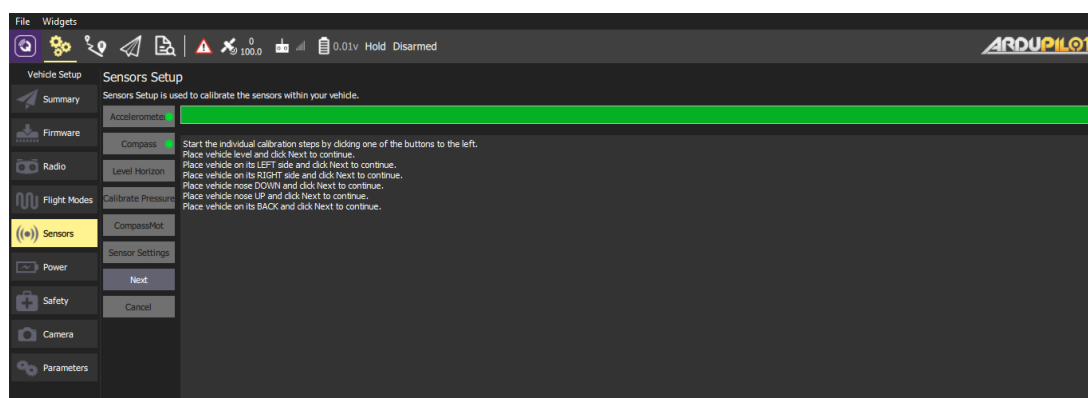 File Widgets
0
100.0
0.01v Hold Disarmed
ARDUPILOT
Vehicle Setup
Sensors Setup
Sensors Setup is used to calibrate the sensors within your vehicle.
Summary
Firmware
Radio
Flight Modes
Sensors
Power
Safety
Camera
Parameters
Accelerometer
Compass
Level Horizon
Calibrate Pressure
CompassMot
Sensor Settings
Next
Cancel
Start the individual calibration steps by clicking one of the buttons to the left.
Place vehicle level and click Next to continue.
Place vehicle on its LEFT side and click Next to continue.
Place vehicle on its RIGHT side and click Next to continue.
Place vehicle nose DOWN and click Next to continue.
Place vehicle nose UP and click Next to continue.
Place vehicle on its BACK and click Next to continue.